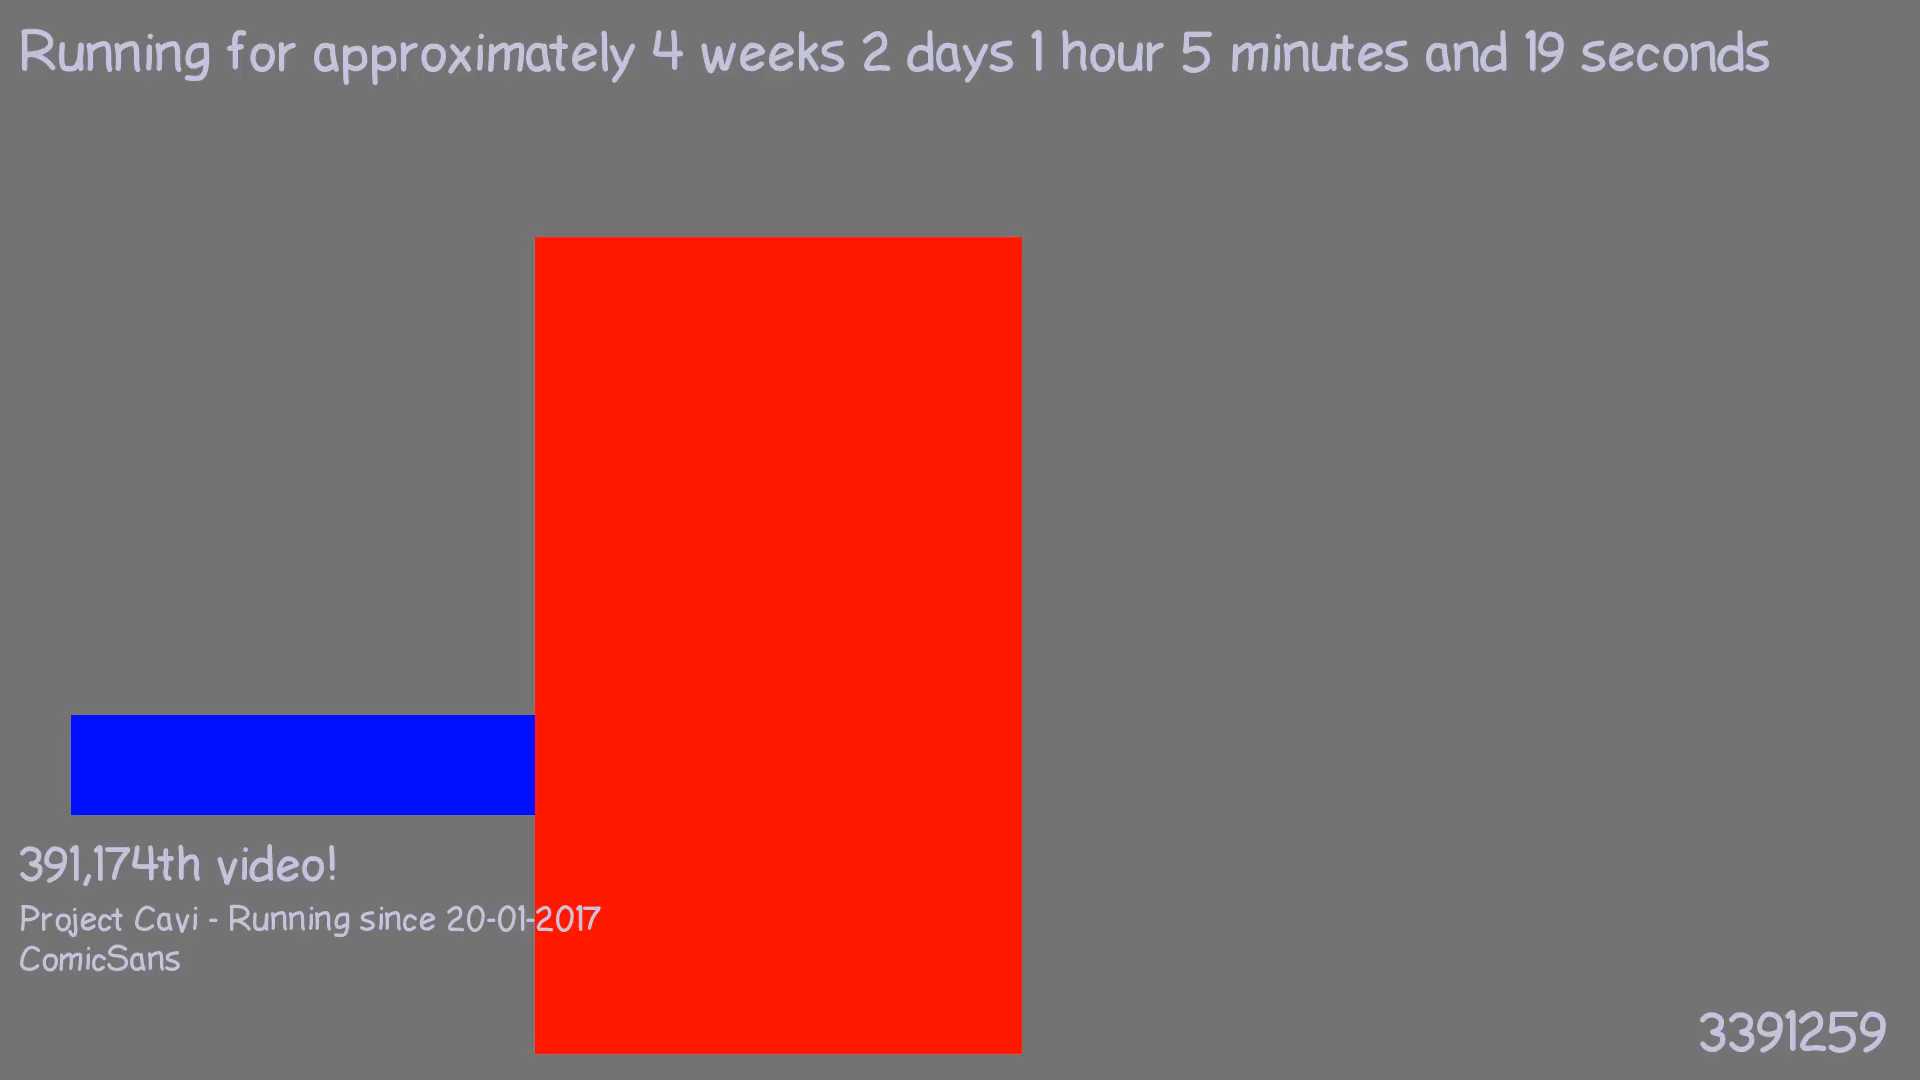 Running for approximately 4 weeks 2 days 1 hour 5 minutes and 19 seconds
391,174th video!
Project Cavi - Running since 20-01-2017
ComicSans
3391259